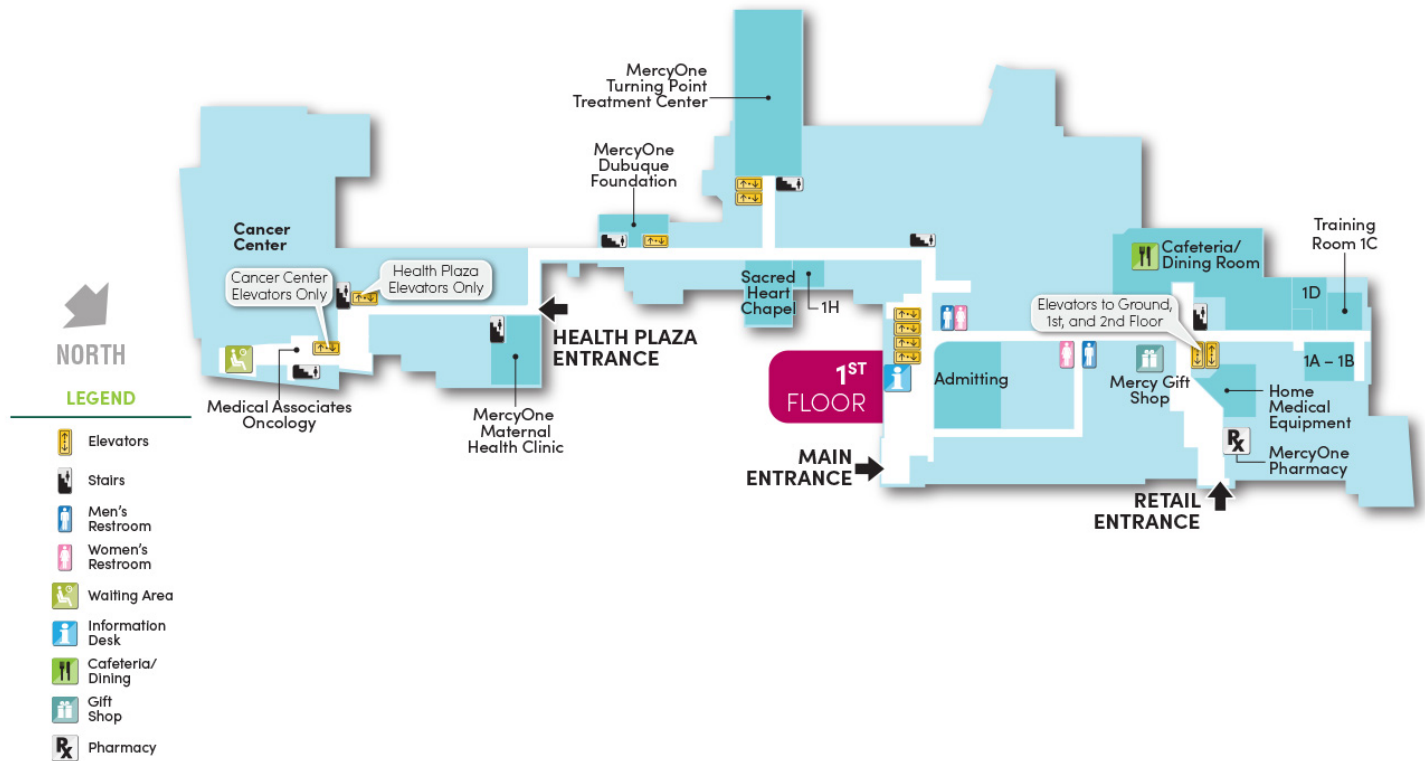 MercyOne
Turning Point
Treatment Center
MercyOne
Dubuque
Foundation
Cancer
Center
Cancer Center
Elevators Only
Health Plaza
Elevators Only
HEALTH PLAZA
ENTRANCE
Sacred
Heart
Chapel
1H
Cafeteria/
Dining Room
Training
Room 1C
1D
Elevators to Ground,
1st, and 2nd Floor
1A – 1B
NORTH
1ST
FLOOR
Admitting
Mercy Gift
Shop
Home
Medical
Equipment
Medical Associates
Oncology
MercyOne
Maternal
Health Clinic
MAIN
ENTRANCE
Rx
MercyOne
Pharmacy
RETAIL
ENTRANCE
LEGEND
Elevators
Stairs
Men's
Restroom
Women's
Restroom
Waiting Area
Information
Desk
Cafeteria/
Dining
Gift
Shop
Rx
Pharmacy